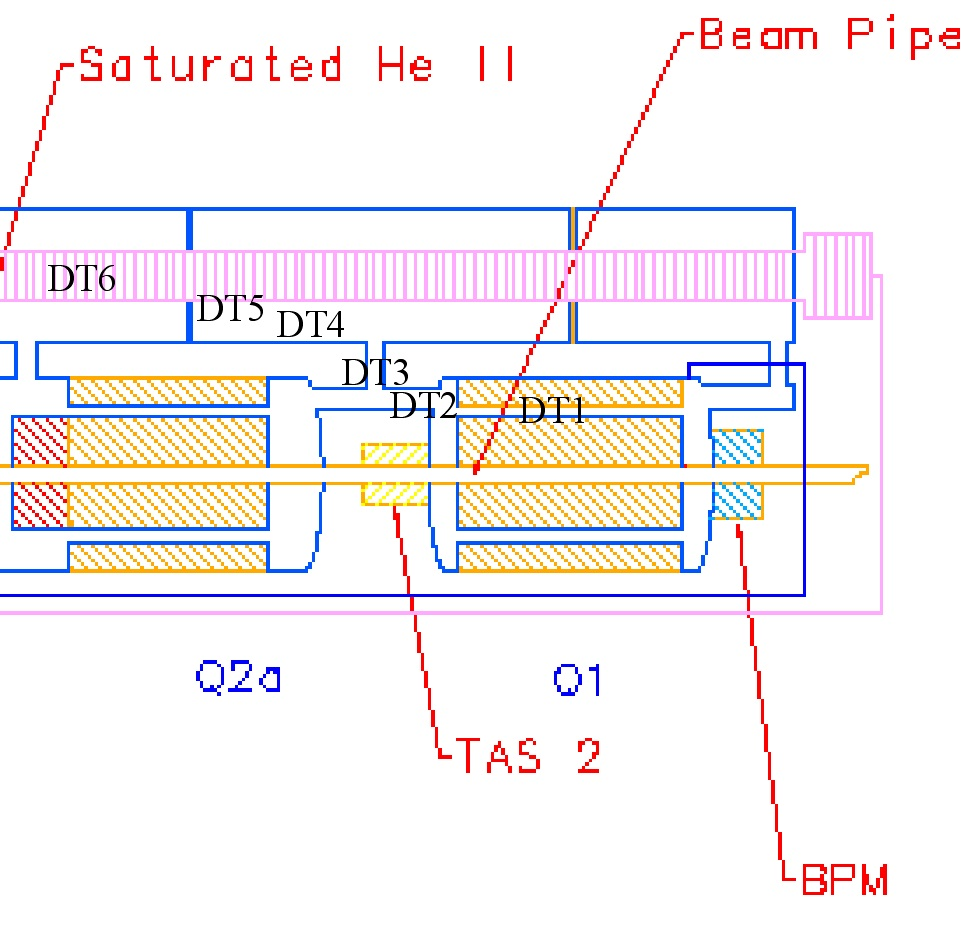 Beam Pipe
Saturated He II
DT6
DT5
DT4
DT3
DT2
DT1
Q2a
Q1
TAS 2
BPM